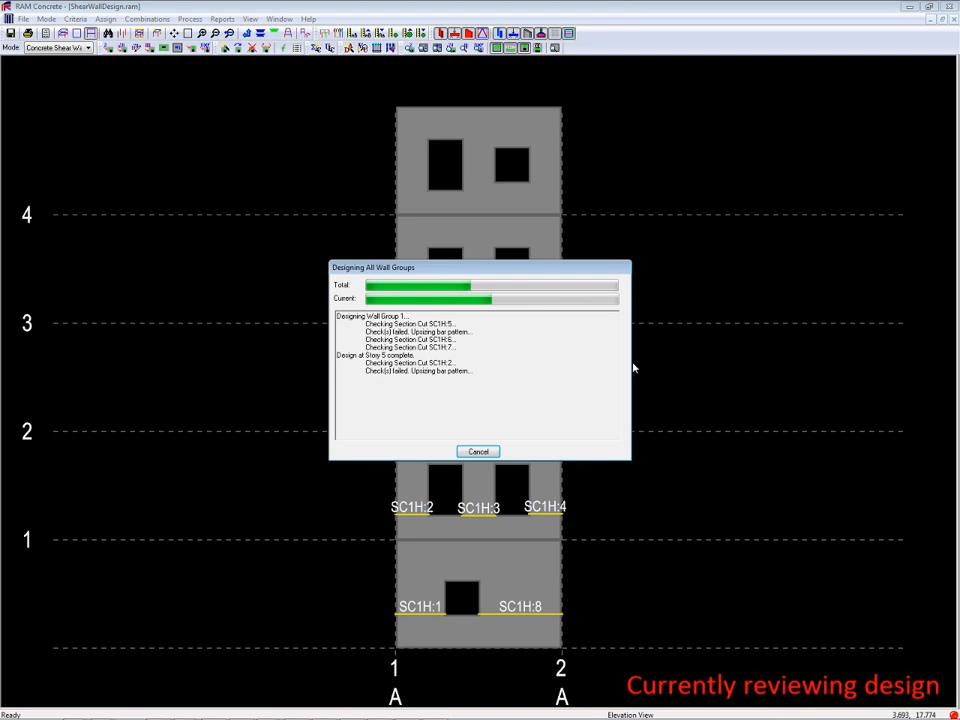 RAM Concrete - [ShearWallDesign.ram]
File Mode Criteria Assign Combinations Process Reports View Window Help
Mode: Concrete Shear Wa
4
3
2
1
Designing All Wall Groups
Total:
Current:
Designing Wall Group 1...
Checking Section Cut SC1H:5...
Check(s) failed. Upsizing bar pattern...
Checking Section Cut SC1H:6...
Checking Section Cut SC1H:7...
Design at Story 5 complete.
Checking Section Cut SC1H:2...
Check(s) failed. Upsizing bar pattern...
Cancel
SC1H:2 SC1H:3 SC1H:4
SC1H:1 SC1H:8
1 2
A A
Currently reviewing design
Ready Elevation View 3.693, 17.774